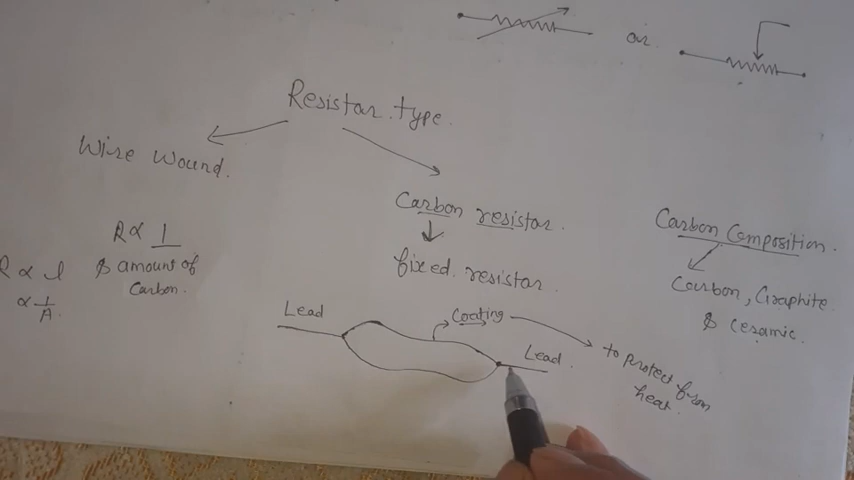 or
Resistor type.
Wire Wound.
Carbon resistor.
fixed resistor.
R ∝ 1
$ amount of
Carbon.
R ∝ l
∝ 1/A
Carbon Composition.
Carbon, Graphite
$ ceramic.
Lead
Coating
Lead.
to protect from
heat.